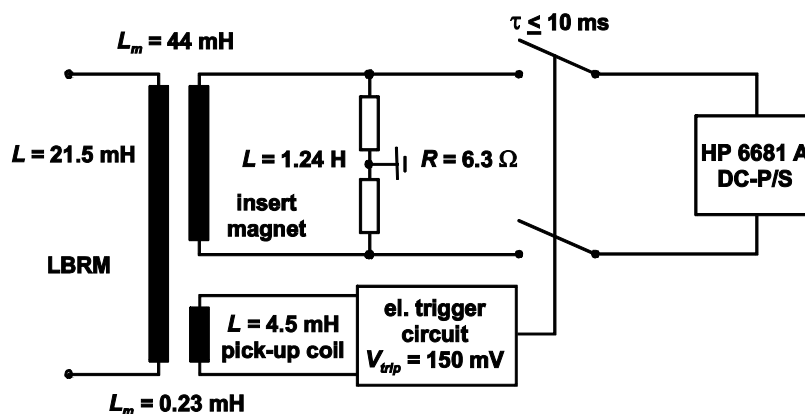 τ ≤ 10 ms
Lm = 44 mH
L = 21.5 mH
L = 1.24 H
R = 6.3 Ω
HP 6681 A
DC-P/S
insert
magnet
LBRM
L = 4.5 mH
pick-up coil
el. trigger
circuit
Vtrip = 150 mV
Lm = 0.23 mH